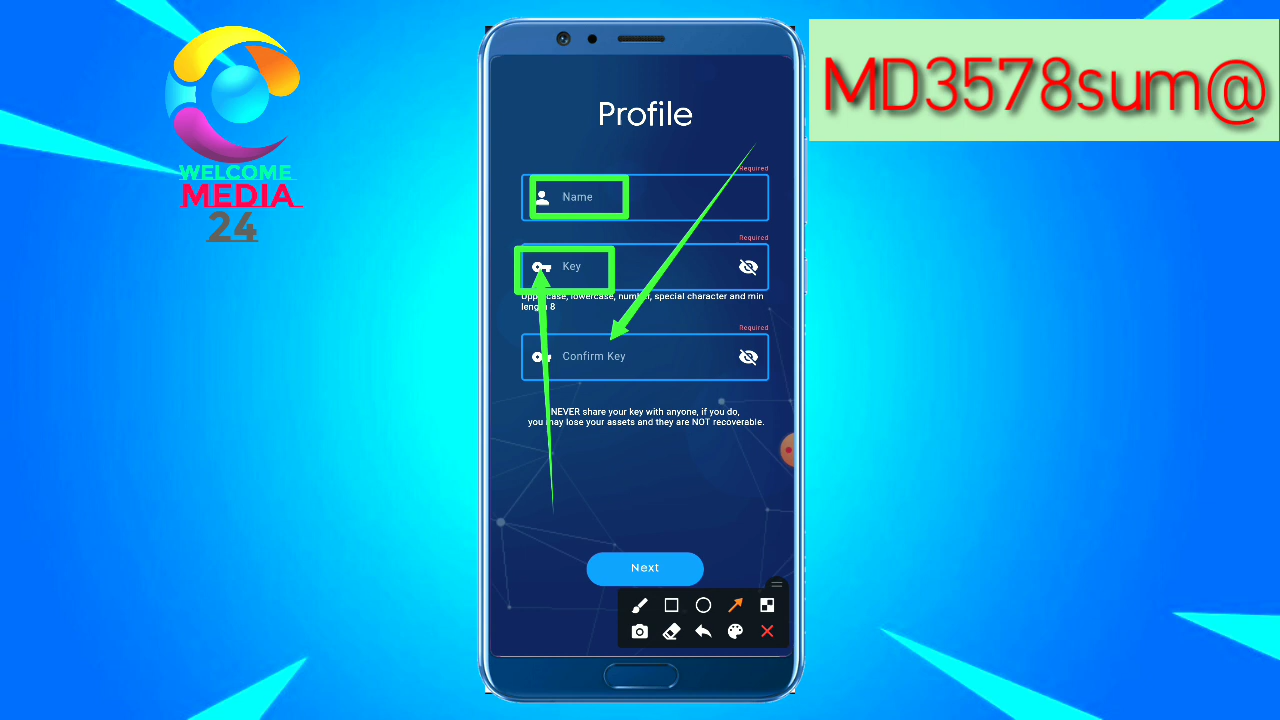 WELCOME
MEDIA
24
MD3578sum@
Profile
Required
Name
Required
Key
Uppercase, lowercase, number, special character and min
length 8
Required
Confirm Key
NEVER share your key with anyone, if you do,
you may lose your assets and they are NOT recoverable.
Next